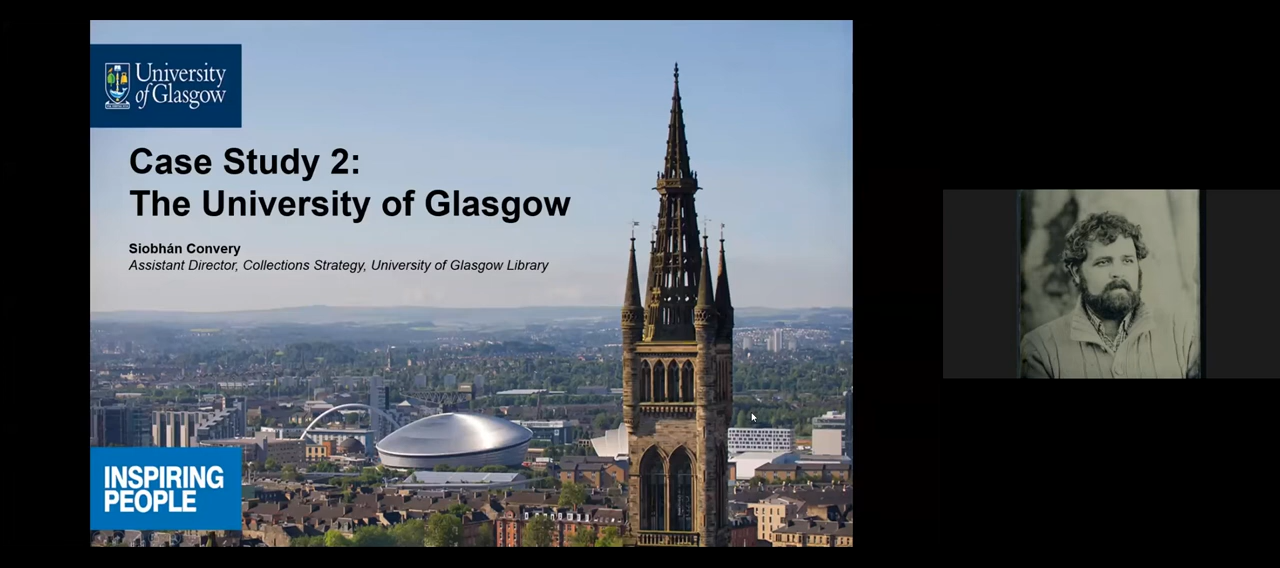 University
of Glasgow
Case Study 2:
The University of Glasgow
Siobhán Convery
Assistant Director, Collections Strategy, University of Glasgow Library
INSPIRING
PEOPLE